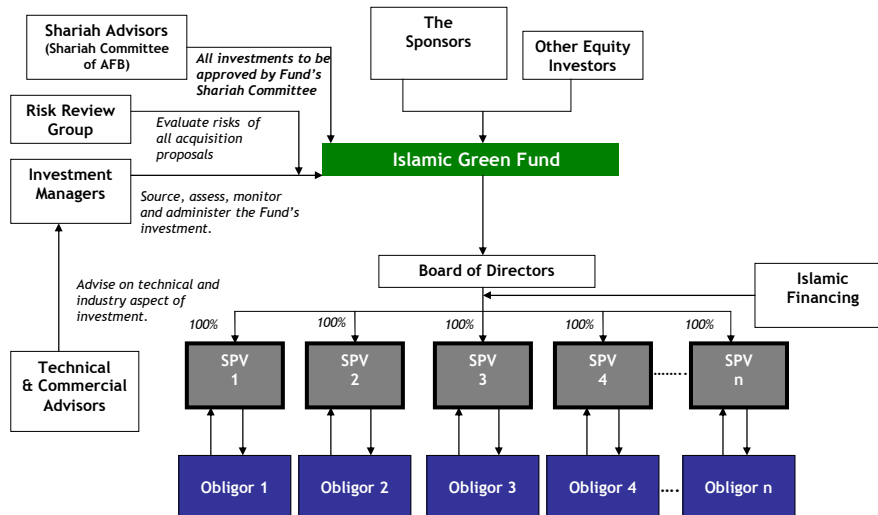 Shariah Advisors
(Shariah Committee
of AFB)
All investments to be
approved by Fund's
Shariah Committee
The
Sponsors
Other Equity
Investors
Risk Review
Group
Evaluate risks of
all acquisition
proposals
Islamic Green Fund
Investment
Managers
Source, assess, monitor
and administer the Fund's
investment.
Board of Directors
Islamic
Financing
Advise on technical and
industry aspect of
investment.
100%
100%
100%
100%
100%
Technical
& Commercial
Advisors
SPV
1
SPV
2
SPV
3
SPV
4
........
SPV
n
Obligor 1
Obligor 2
Obligor 3
Obligor 4
....
Obligor n